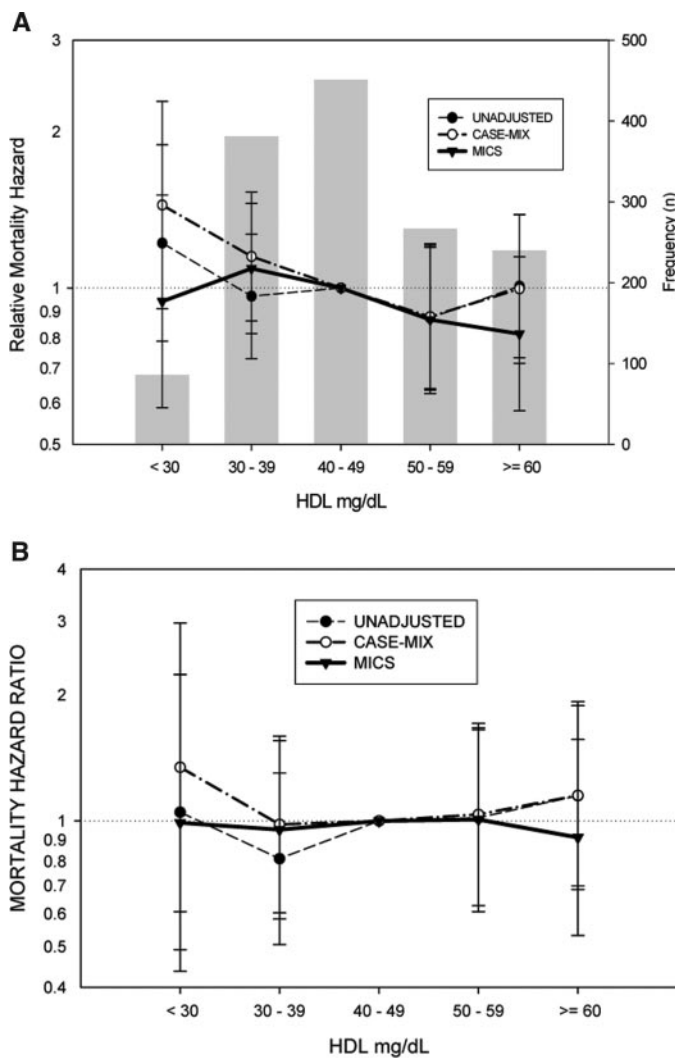 A
3
2
1
0.9
0.8
0.7
0.6
0.5
Relative Mortality Hazard
500
400
300
200
100
0
Frequency (n)
UNADJUSTED
CASE-MIX
MICS
< 30
30 - 39
40 - 49
50 - 59
>= 60
HDL mg/dL
B
4
3
2
1
0.9
0.8
0.7
0.6
0.5
0.4
MORTALITY HAZARD RATIO
UNADJUSTED
CASE-MIX
MICS
< 30
30 - 39
40 - 49
50 - 59
>= 60
HDL mg/dL